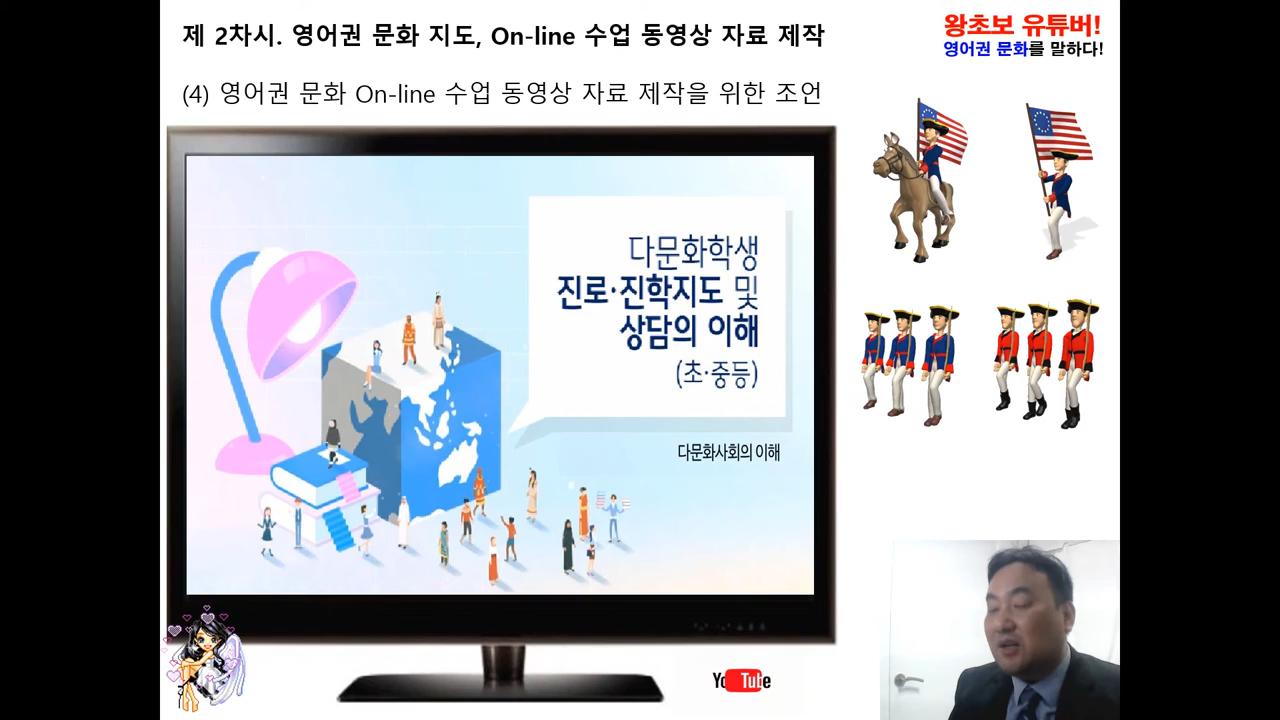 제 2차시. 영어권 문화 지도, On-line 수업 동영상 자료 제작
왕초보 유튜버!
영어권 문화를 말하다!
(4) 영어권 문화 On-line 수업 동영상 자료 제작을 위한 조언
다문화학생
진로·진학지도 및
상담의 이해
(초·중등)
다문화사회의 이해
YouTube